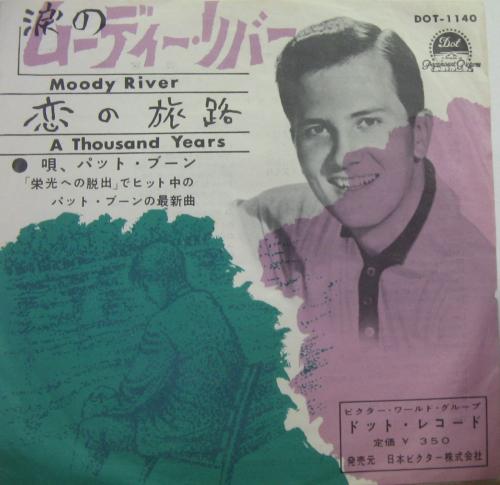 涙の
ムーディー・リバー
DOT-1140
Dot
Moody River
恋の旅路
A Thousand Years
● 唄、パット・ブーン
「栄光への脱出」でヒット中の
パット・ブーンの最新曲
ビクター・ワールド・グループ
ドット・レコード
定価 ¥ 350
発売元 日本ビクター株式会社